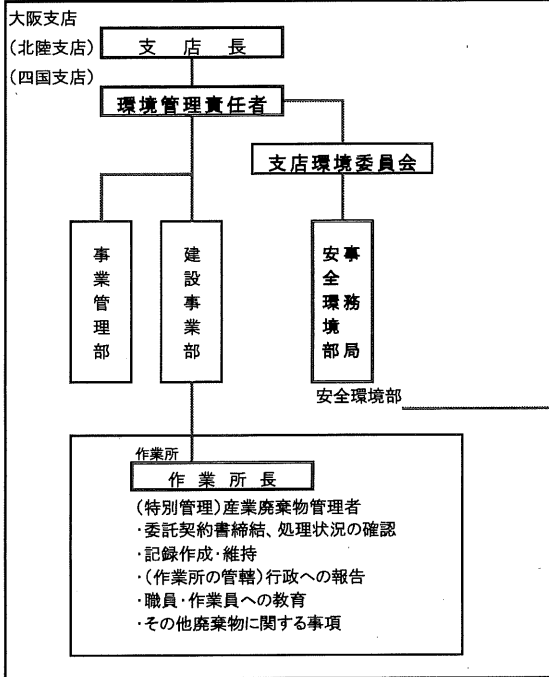 大阪支店
(北陸支店)
(四国支店)
支店長
環境管理責任者
支店環境委員会
事業管理部
建設事業部
事務局
安全環境部
安全環境部
作業所
作業所長
(特別管理)産業廃棄物管理者
・委託契約書締結、処理状況の確認
・記録作成・維持
・(作業所の管轄)行政への報告
・職員・作業員への教育
・その他廃棄物に関する事項